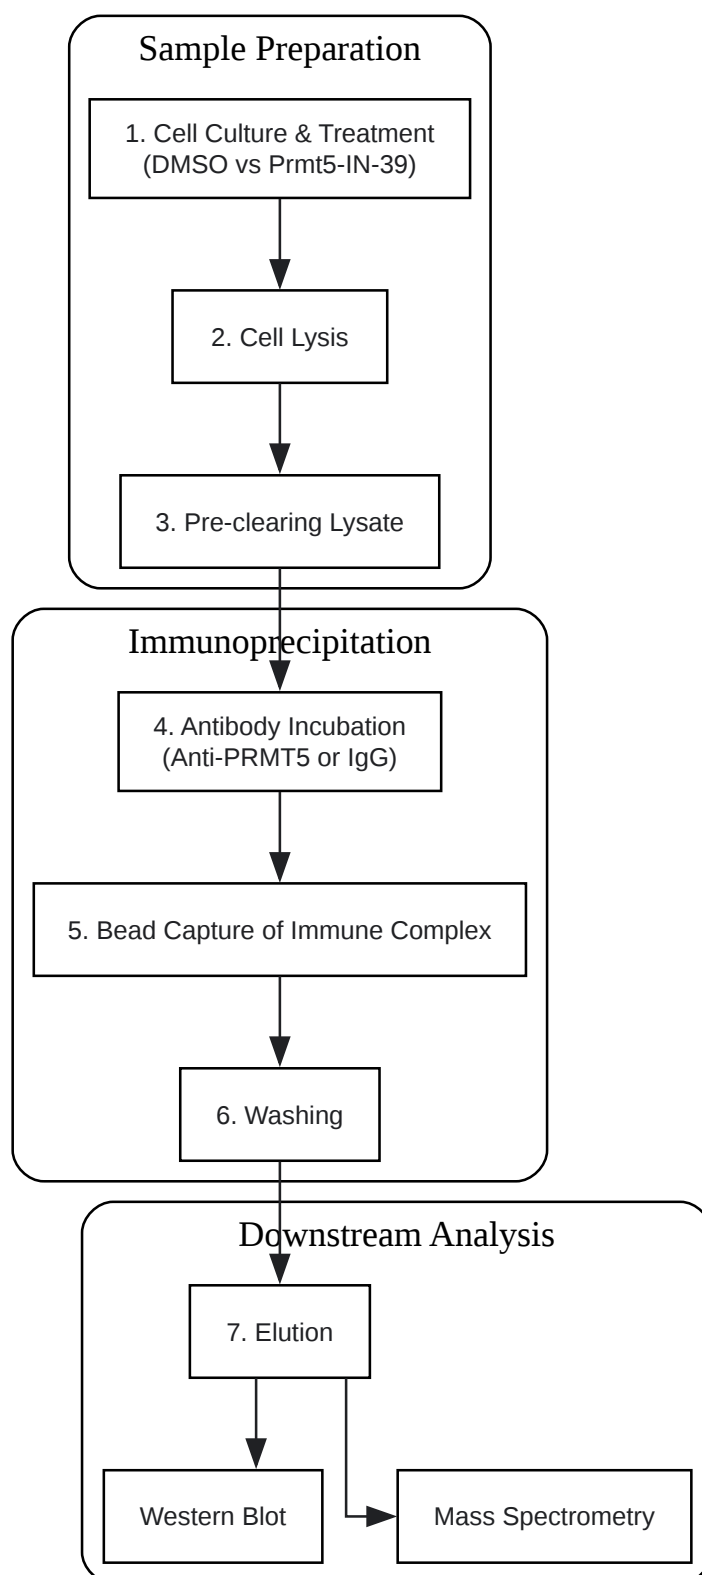 Sample Preparation
1. Cell Culture & Treatment
(DMSO vs Prmt5-IN-39)
2. Cell Lysis
3. Pre-clearing Lysate
Immunoprecipitation
4. Antibody Incubation
(Anti-PRMT5 or IgG)
5. Bead Capture of Immune Complex
6. Washing
Downstream Analysis
7. Elution
Western Blot
Mass Spectrometry